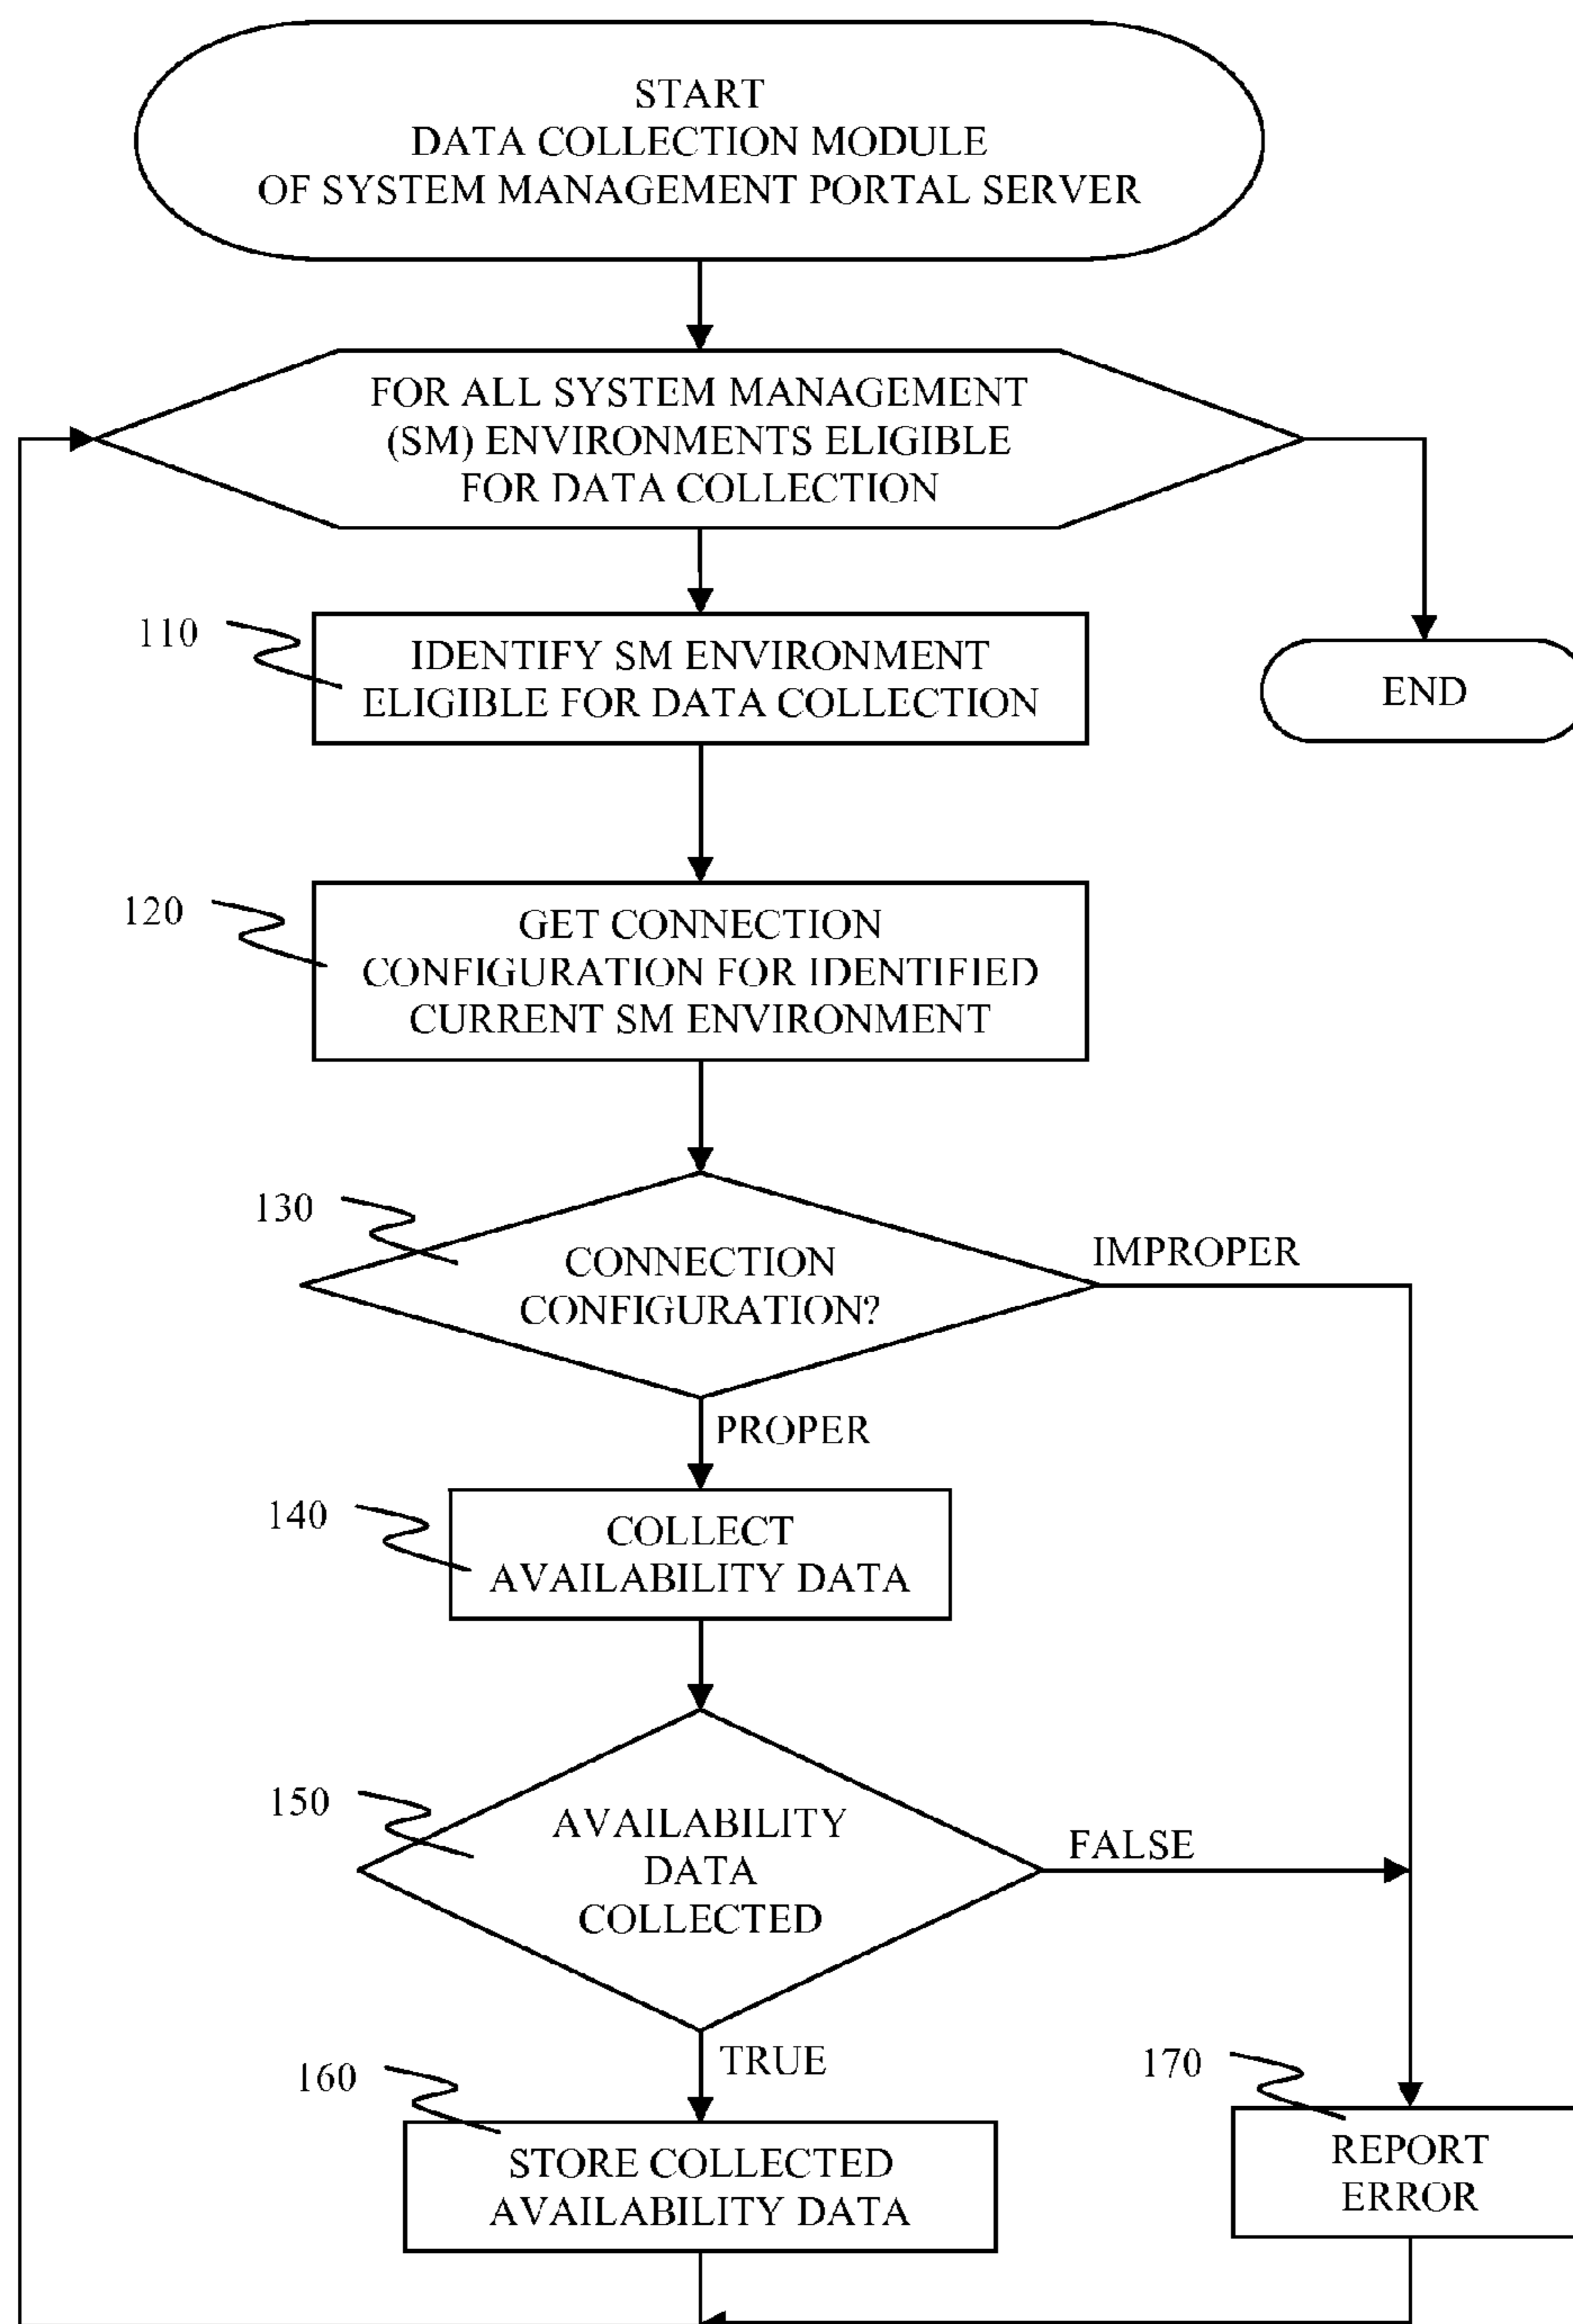 START
DATA COLLECTION MODULE
OF SYSTEM MANAGEMENT PORTAL SERVER
FOR ALL SYSTEM MANAGEMENT
(SM) ENVIRONMENTS ELIGIBLE
FOR DATA COLLECTION
110
IDENTIFY SM ENVIRONMENT
ELIGIBLE FOR DATA COLLECTION
END
120
GET CONNECTION
CONFIGURATION FOR IDENTIFIED
CURRENT SM ENVIRONMENT
130
CONNECTION
CONFIGURATION?
IMPROPER
PROPER
140
COLLECT
AVAILABILITY DATA
150
AVAILABILITY
DATA
COLLECTED
FALSE
TRUE
160
STORE COLLECTED
AVAILABILITY DATA
170
REPORT
ERROR